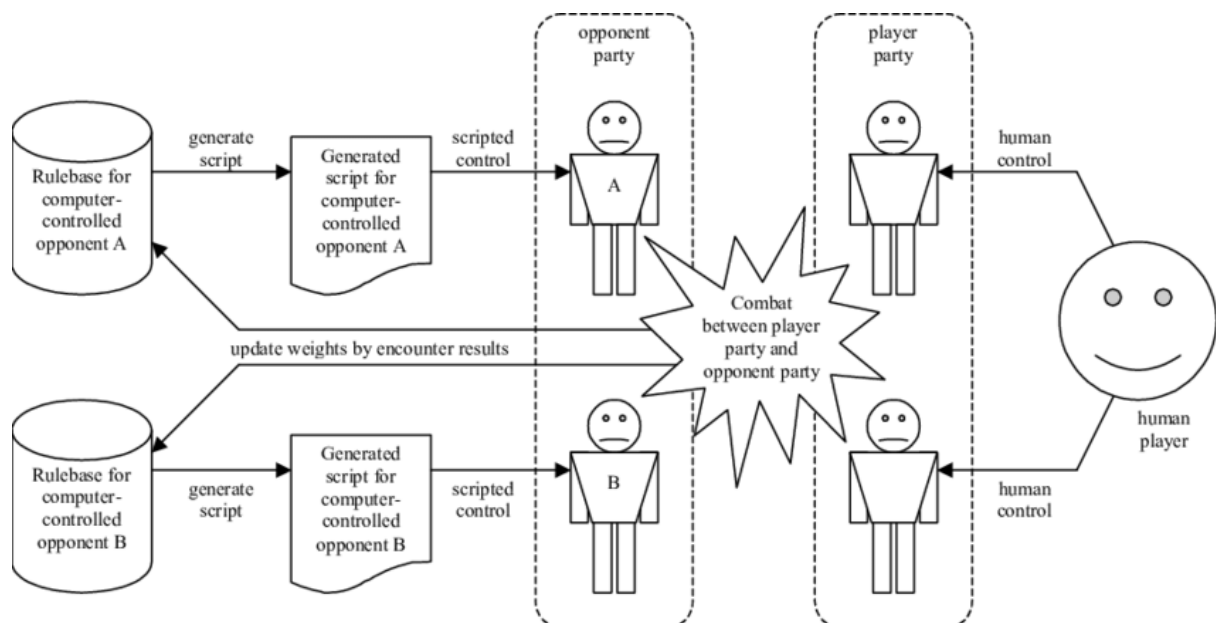 opponent
party
player
party
generate
script
scripted
control
human
control
Rulebase for
computer-
controlled
opponent A
Generated
script for
computer-
controlled
opponent A
A
Combat
between player
party and
opponent party
update weights by encounter results
human
player
Rulebase for
computer-
controlled
opponent B
generate
script
Generated
script for
computer-
controlled
opponent B
scripted
control
B
human
control